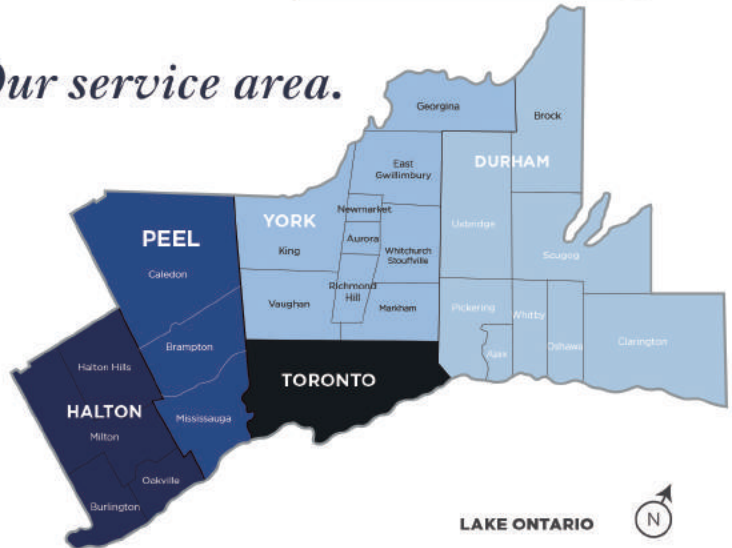 Our service area.
Georgina
Brock
DURHAM
East
Gwillimbury
Newmarket
YORK
Uxbridge
PEEL
Aurora
King
Whitchurch
Stouffville
Scugog
Caledon
Richmond
Hill
Vaughan
Markham
Pickering
Whitby
Oshawa
Clarington
Ajax
Brampton
Halton Hills
TORONTO
HALTON
Mississauga
Milton
Oakville
Burlington
LAKE ONTARIO
N